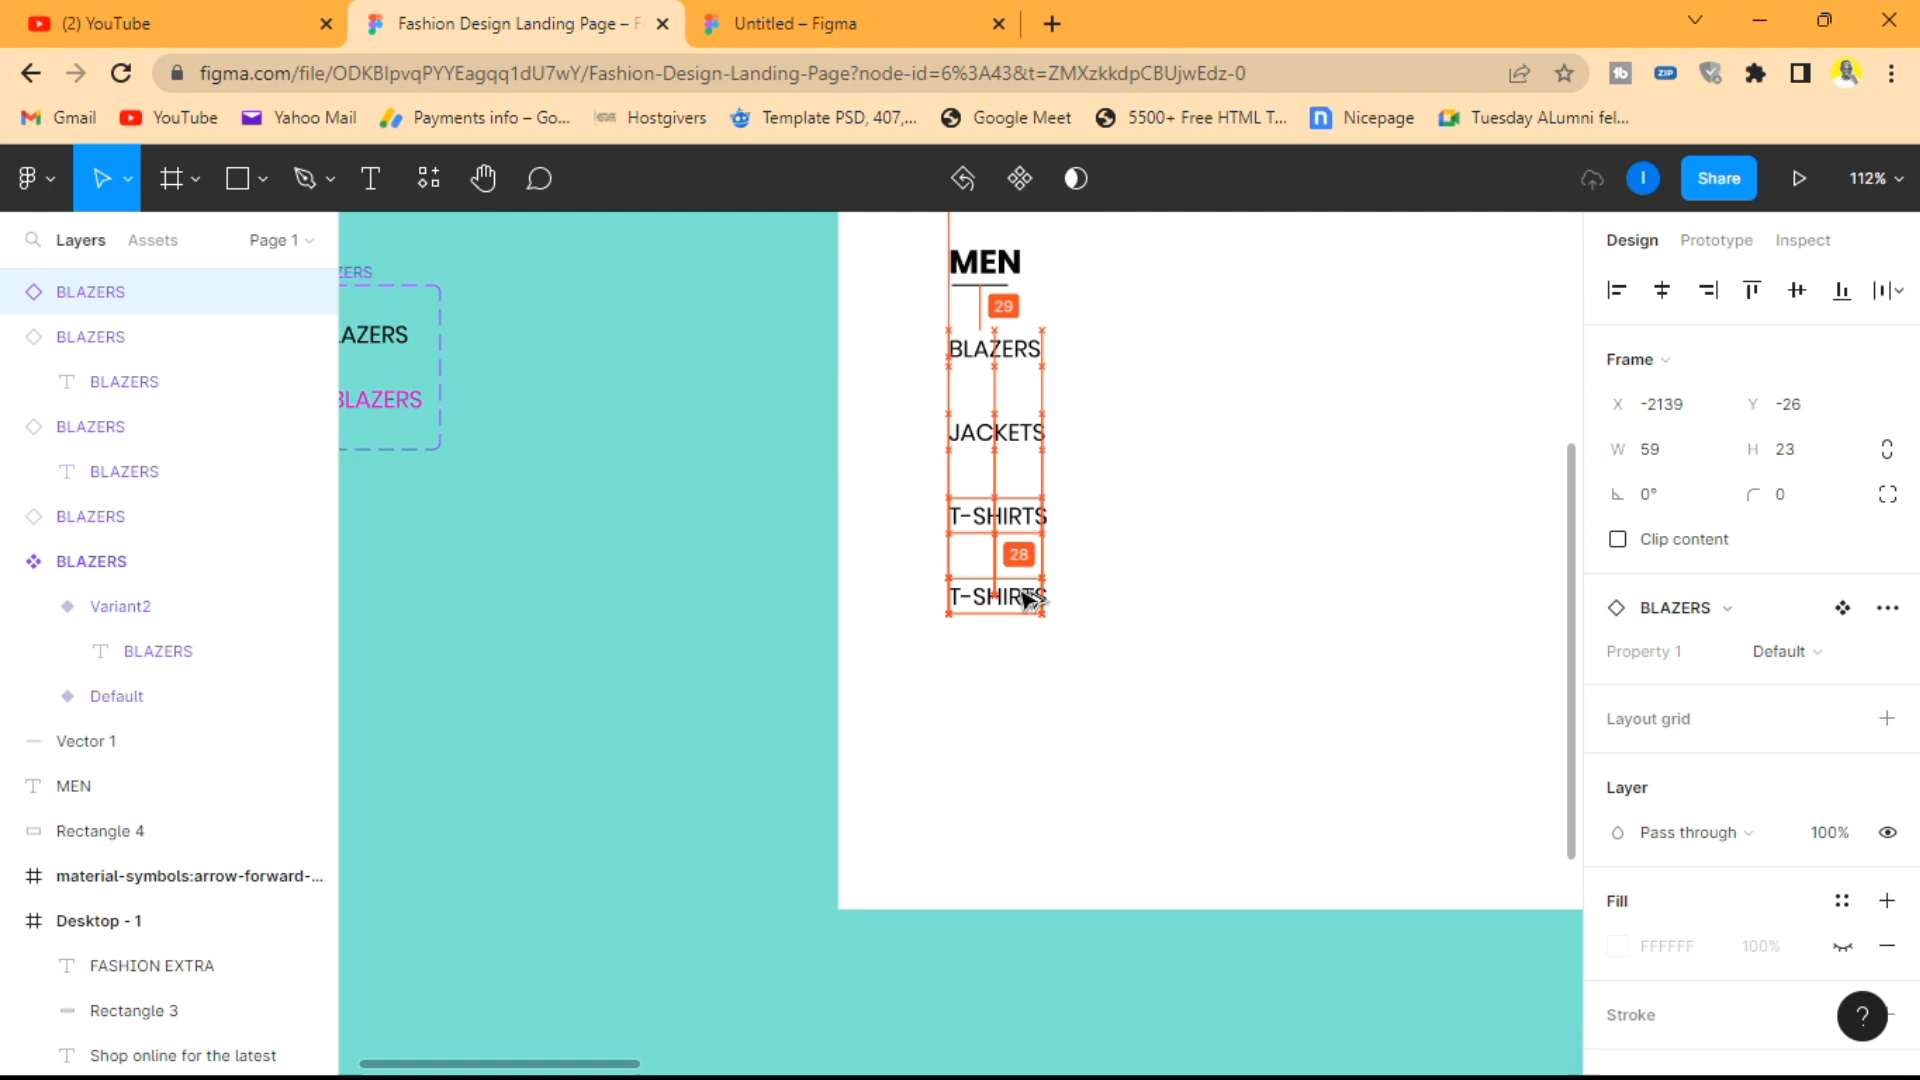 (2) YouTube
Fashion Design Landing Page – F
Untitled – Figma
figma.com/file/ODKBIpvqPYYEagqq1dU7wY/Fashion-Design-Landing-Page?node-id=6%3A43&t=ZMXzkkdpCBUjwEdz-0
Gmail
YouTube
Yahoo Mail
Payments info – Go...
Hostgivers
Template PSD, 407,...
Google Meet
5500+ Free HTML T...
Nicepage
Tuesday ALumni fel...
I
Share
112%
Layers
Assets
Page 1
BLAZERS
BLAZERS
BLAZERS
BLAZERS
BLAZERS
BLAZERS
BLAZERS
Variant2
BLAZERS
Default
Vector 1
MEN
Rectangle 4
material-symbols:arrow-forward-...
Desktop - 1
FASHION EXTRA
Rectangle 3
Shop online for the latest
ZERS
LAZERS
BLAZERS
MEN
29
BLAZERS
JACKETS
T-SHIRTS
28
T-SHIRTS
Design
Prototype
Inspect
Frame
X -2139
Y -26
W 59
H 23
0°
0
Clip content
BLAZERS
Property 1
Default
Layout grid
Layer
Pass through
100%
Fill
FFFFFF
100%
Stroke
?